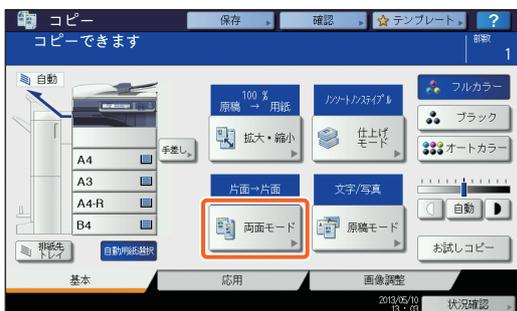 コピー
保存
確認
テンプレート
?
コピーできます
部数
1
自動
100 %
原稿 → 用紙
ノンソート/ノンステイプル
フルカラー
拡大・縮小
仕上げ
モード
ブラック
手差し
オートカラー
A4
A3
片面→片面
文字/写真
A4-R
両面モード
原稿モード
自動
B4
排紙先
トレイ
自動用紙選択
お試しコピー
基本
応用
画像調整
2013/05/10
13:03
状況確認